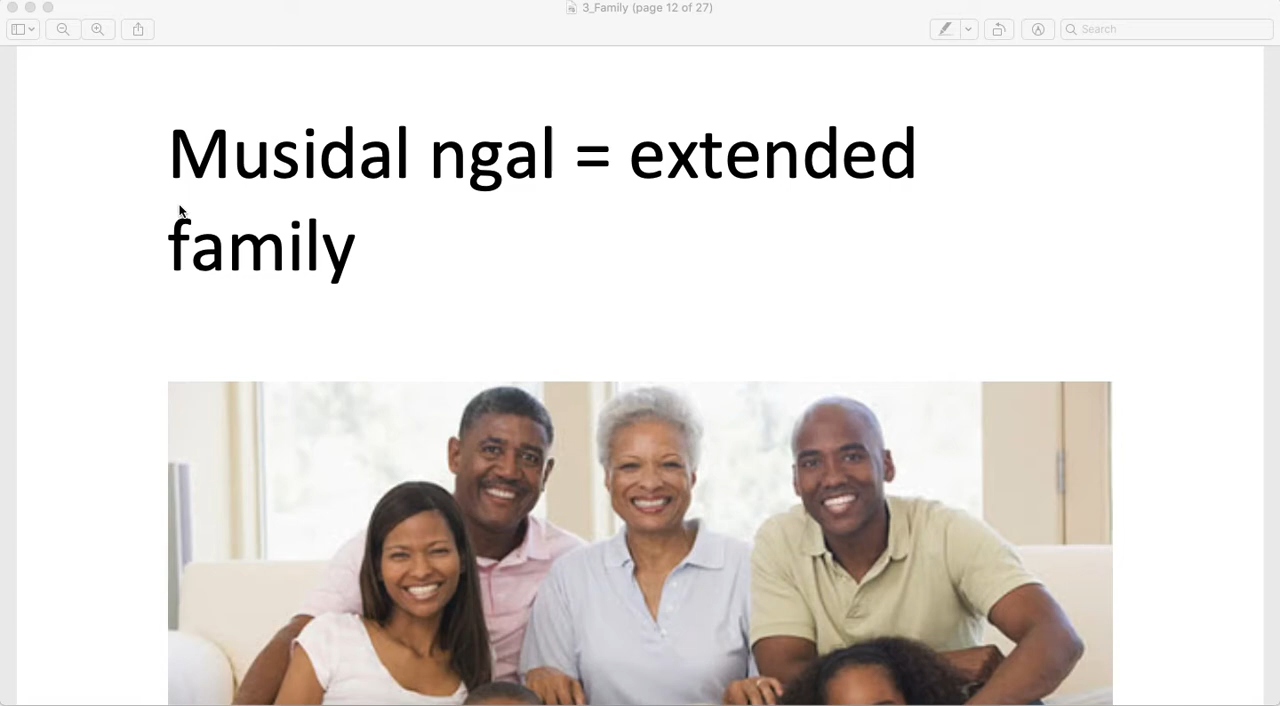 3_Family (page 12 of 27)
Search
Musidal ngal = extended
family